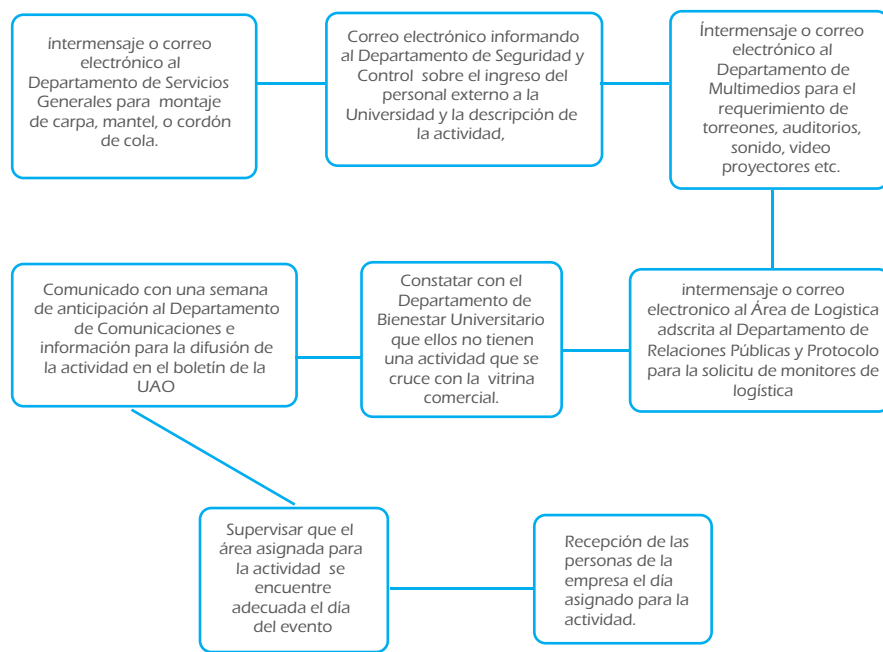 íntermensaje o correo
electrónico al
Departamento de Servicios
Generales para montaje
de carpa, mantel, o cordón
de cola.
Correo electrónico informando
al Departamento de Seguridad y
Control sobre el ingreso del
personal externo a la
Universidad y la descripción de
la actividad,
Íntermensaje o correo
electrónico al
Departamento de
Multimedios para el
requerimiento de
torreones, auditorios,
sonido, video
proyectores etc.
intermensaje o correo
electronico al Área de Logistica
adscrita al Departamento de
Relaciones Públicas y Protocolo
para la solicitu de monitores de
logística
Constatar con el
Departamento de
Bienestar Universitario
que ellos no tienen
una actividad que se
cruce con la vitrina
comercial.
Comunicado con una semana
de anticipación al Departamento
de Comunicaciones e
información para la difusión de
la actividad en el boletín de la
UAO
Supervisar que el
área asignada para
la actividad se
encuentre
adecuada el día
del evento
Recepción de las
personas de la
empresa el día
asignado para la
actividad.